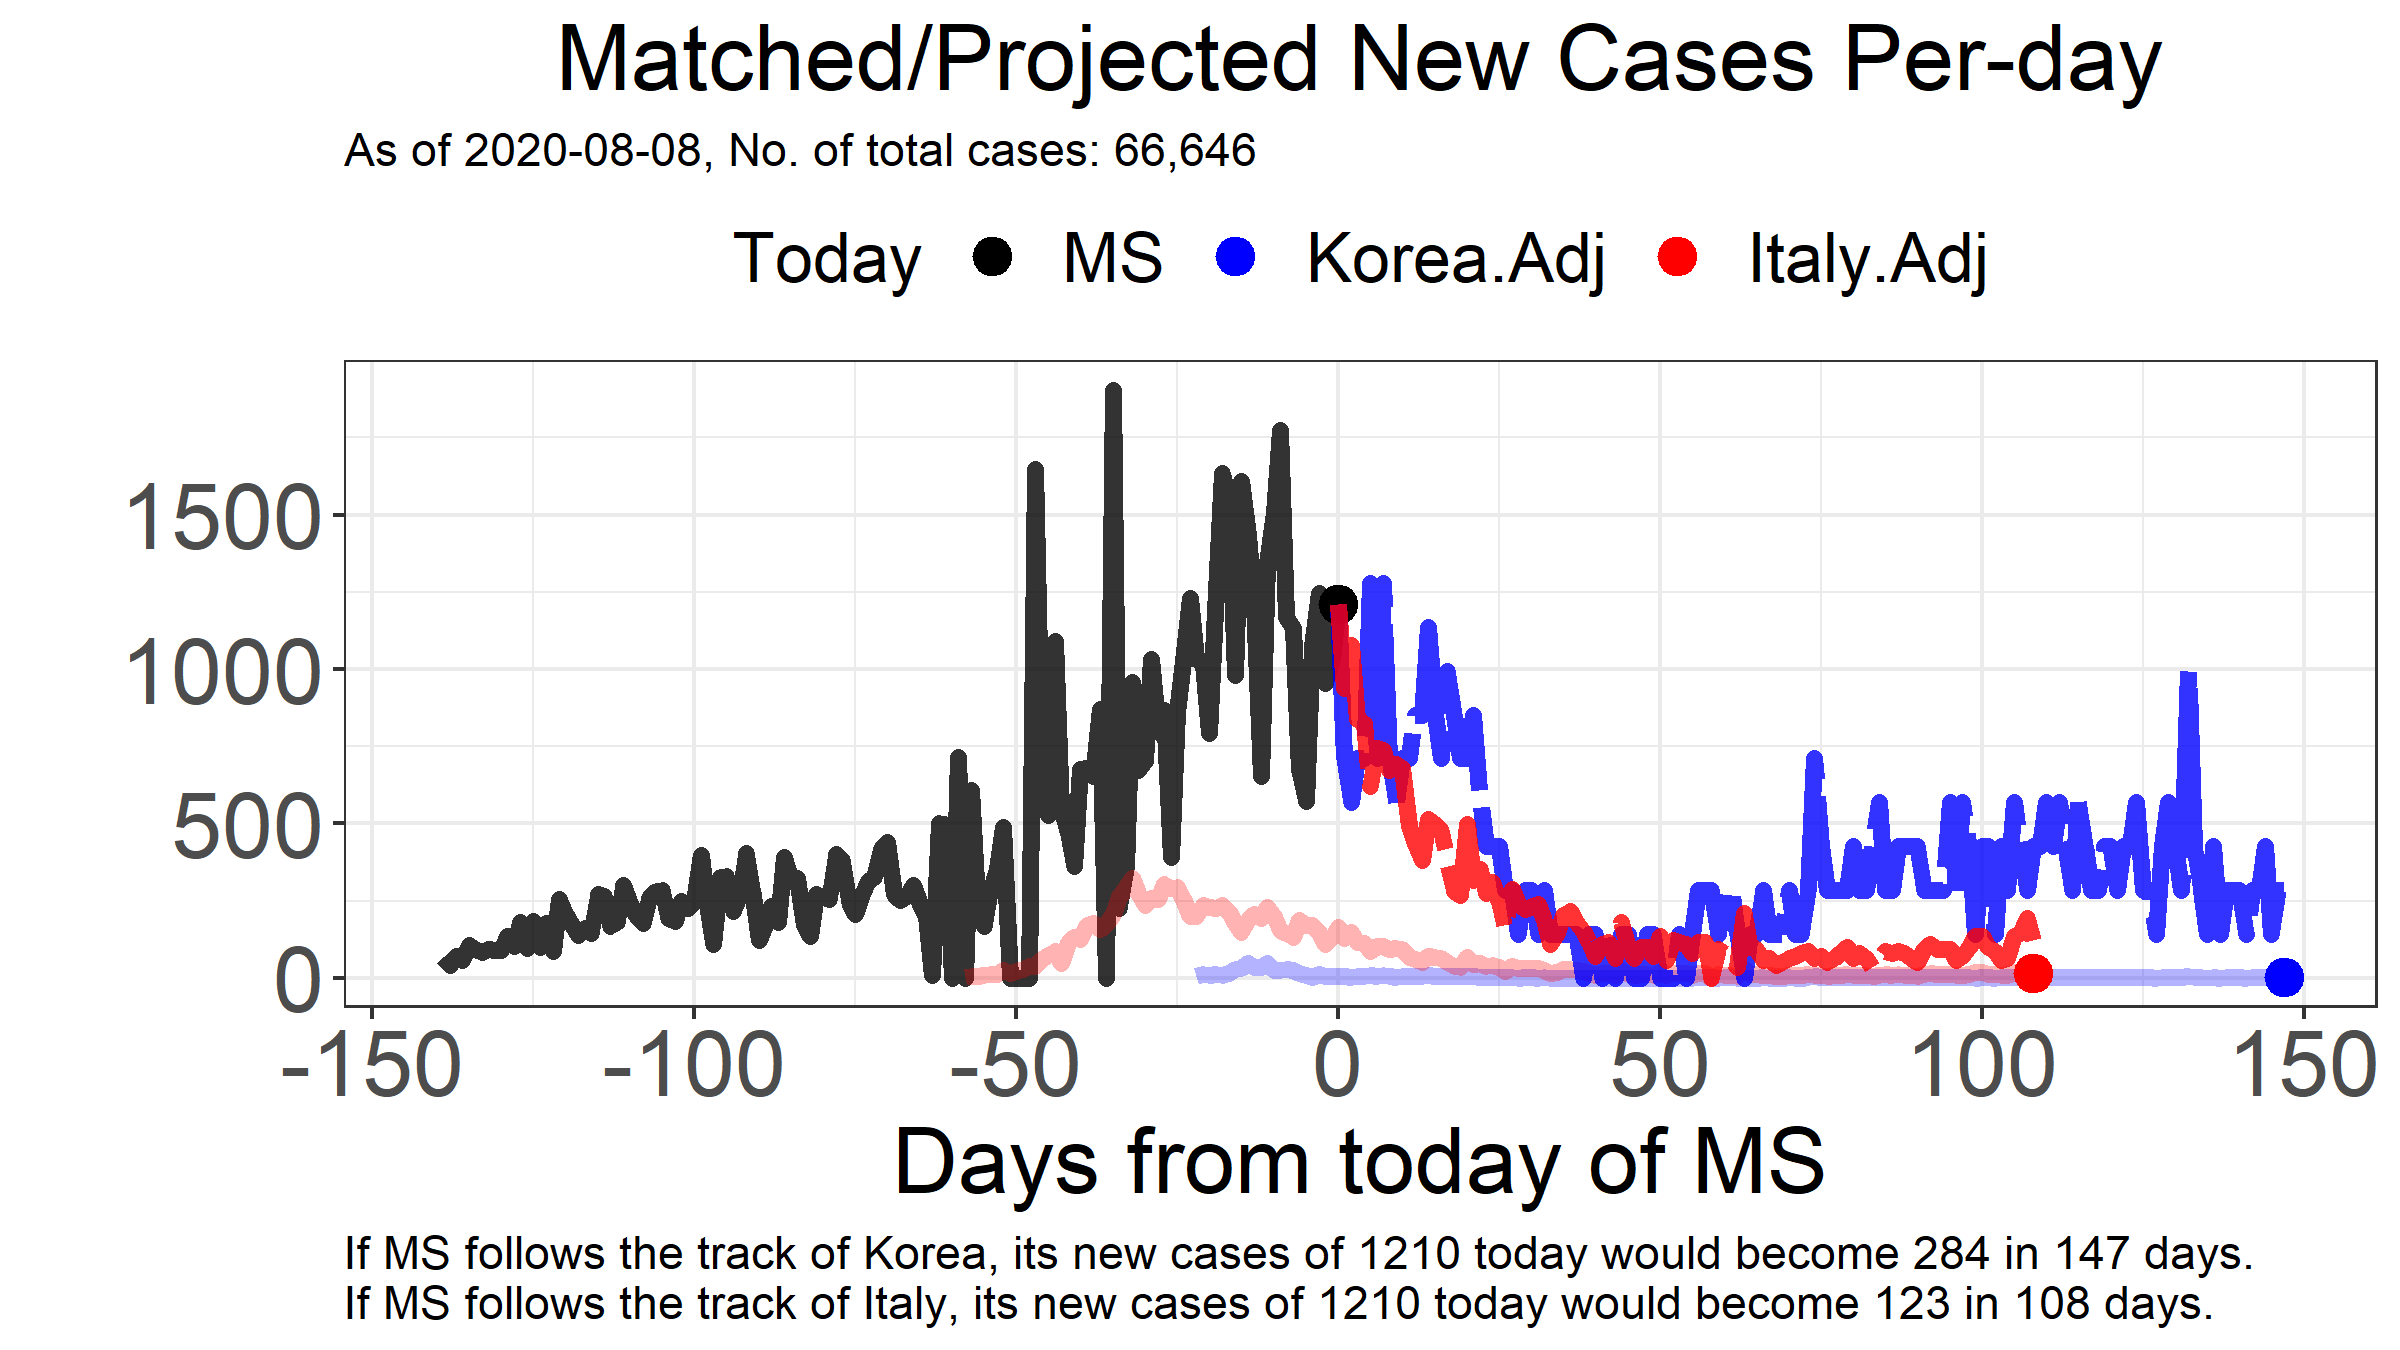 Matched/Projected New Cases Per-day
As of 2020-08-08, No. of total cases: 66,646
Today MS Korea.Adj Italy.Adj
1500
1000
500
0
-150 -100 -50 0 50 100 150
Days from today of MS
If MS follows the track of Korea, its new cases of 1210 today would become 284 in 147 days.
If MS follows the track of Italy, its new cases of 1210 today would become 123 in 108 days.